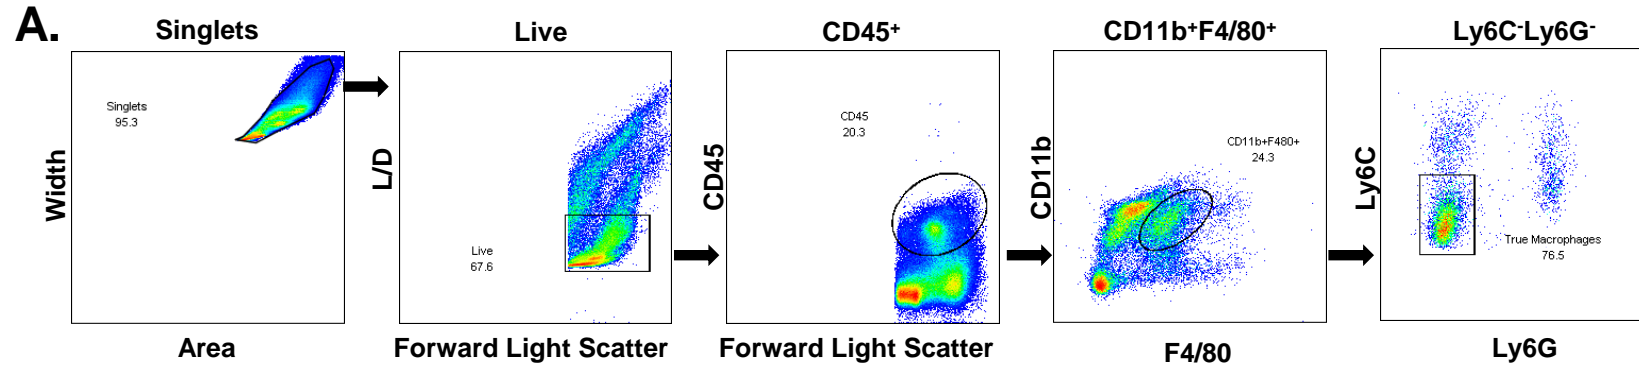 A.
Singlets
Live
CD45⁺
CD11b⁺F4/80⁺
Ly6C⁻Ly6G⁻
Singlets
95.3
Width
Area
Live
67.6
L/D
Forward Light Scatter
CD45
20.3
CD45
Forward Light Scatter
CD11b+F480+
24.3
CD11b
F4/80
True Macrophages
76.5
Ly6C
Ly6G